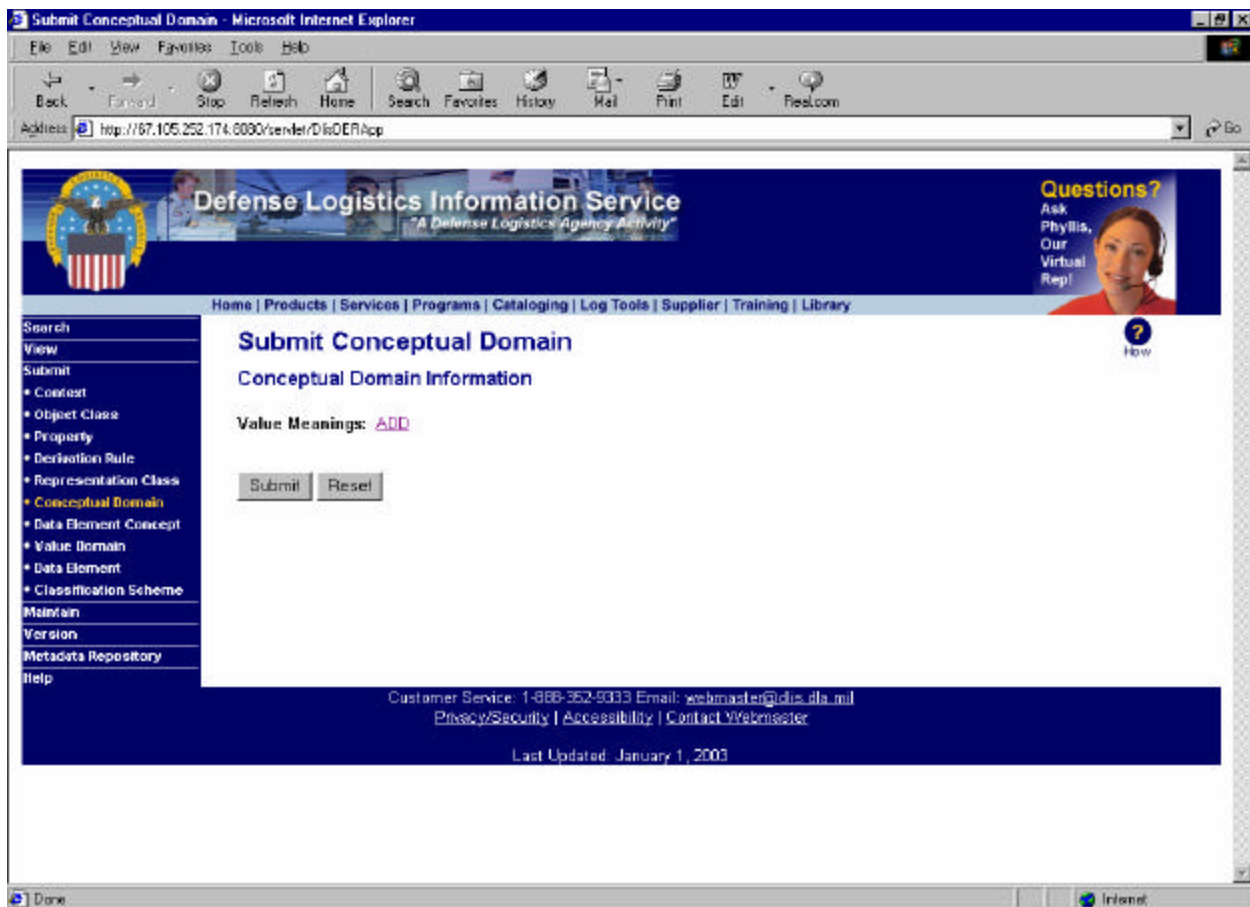 Submit Conceptual Domain - Microsoft Internet Explorer
File Edit View Favorites Tools Help
Back Forward Stop Refresh Home Search Favorites History Mail Print Edit Real.com
Address http://67.105.252.174:8080/servlet/DlisDERApp Go
Defense Logistics Information Service
"A Defense Logistics Agency Activity"
Questions?
Ask
Phyllis,
Our
Virtual
Rep!
Home | Products | Services | Programs | Cataloging | Log Tools | Supplier | Training | Library
Search
View
Submit
• Context
• Object Class
• Property
• Derivation Rule
• Representation Class
• Conceptual Domain
• Data Element Concept
• Value Domain
• Data Element
• Classification Scheme
Maintain
Version
Metadata Repository
Help
Submit Conceptual Domain
?
How
Conceptual Domain Information
Value Meanings: ADD
Submit Reset
Customer Service: 1-888-352-9333 Email: webmaster@dlis.dla.mil
Privacy/Security | Accessibility | Contact Webmaster
Last Updated: January 1, 2003
Done Internet